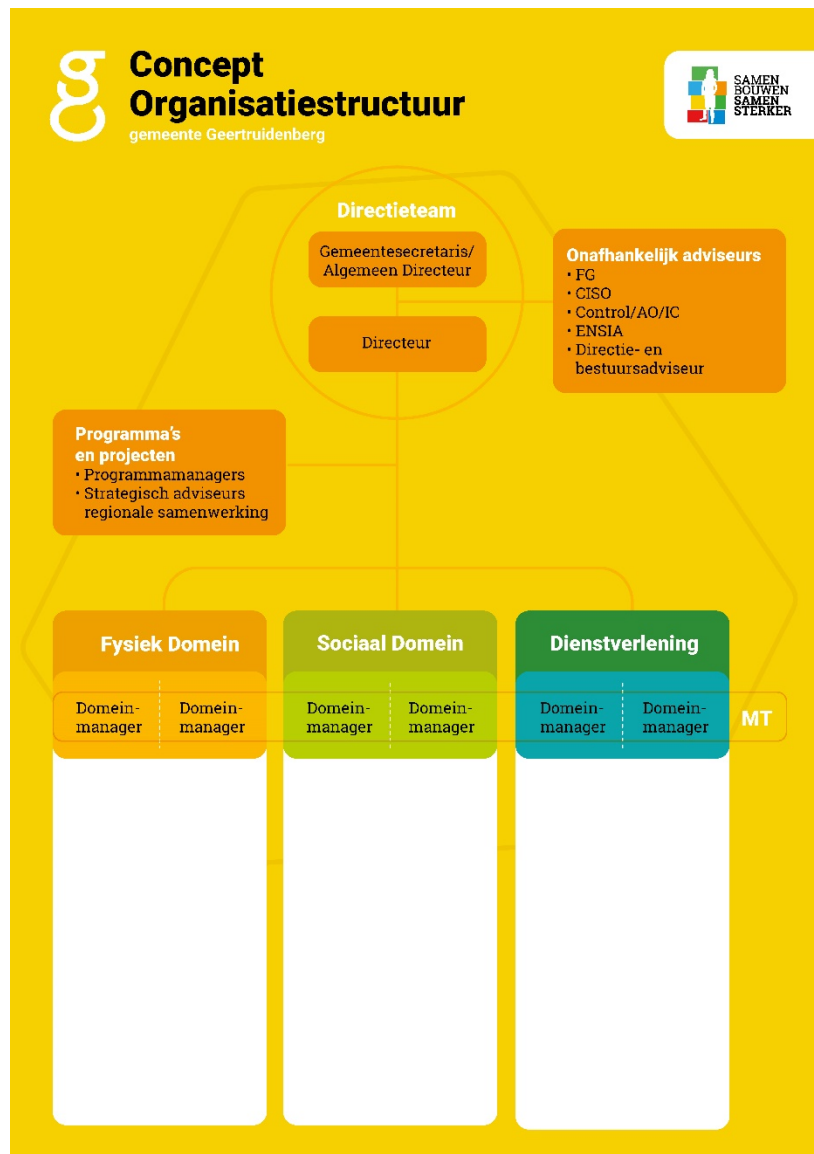 Concept
Organisatiestructuur
gemeente Geertruidenberg
SAMEN
BOUWEN
SAMEN
STERKER
Directieteam
Gemeentesecretaris/
Algemeen Directeur
Directeur
Onafhankelijk adviseurs
• FG
• CISO
• Control/AO/IC
• ENSIA
• Directie- en
bestuursadviseur
Programma's
en projecten
• Programmamanagers
• Strategisch adviseurs
regionale samenwerking
Fysiek Domein
Domein-
manager
Domein-
manager
Sociaal Domein
Domein-
manager
Domein-
manager
Dienstverlening
Domein-
manager
Domein-
manager
MT